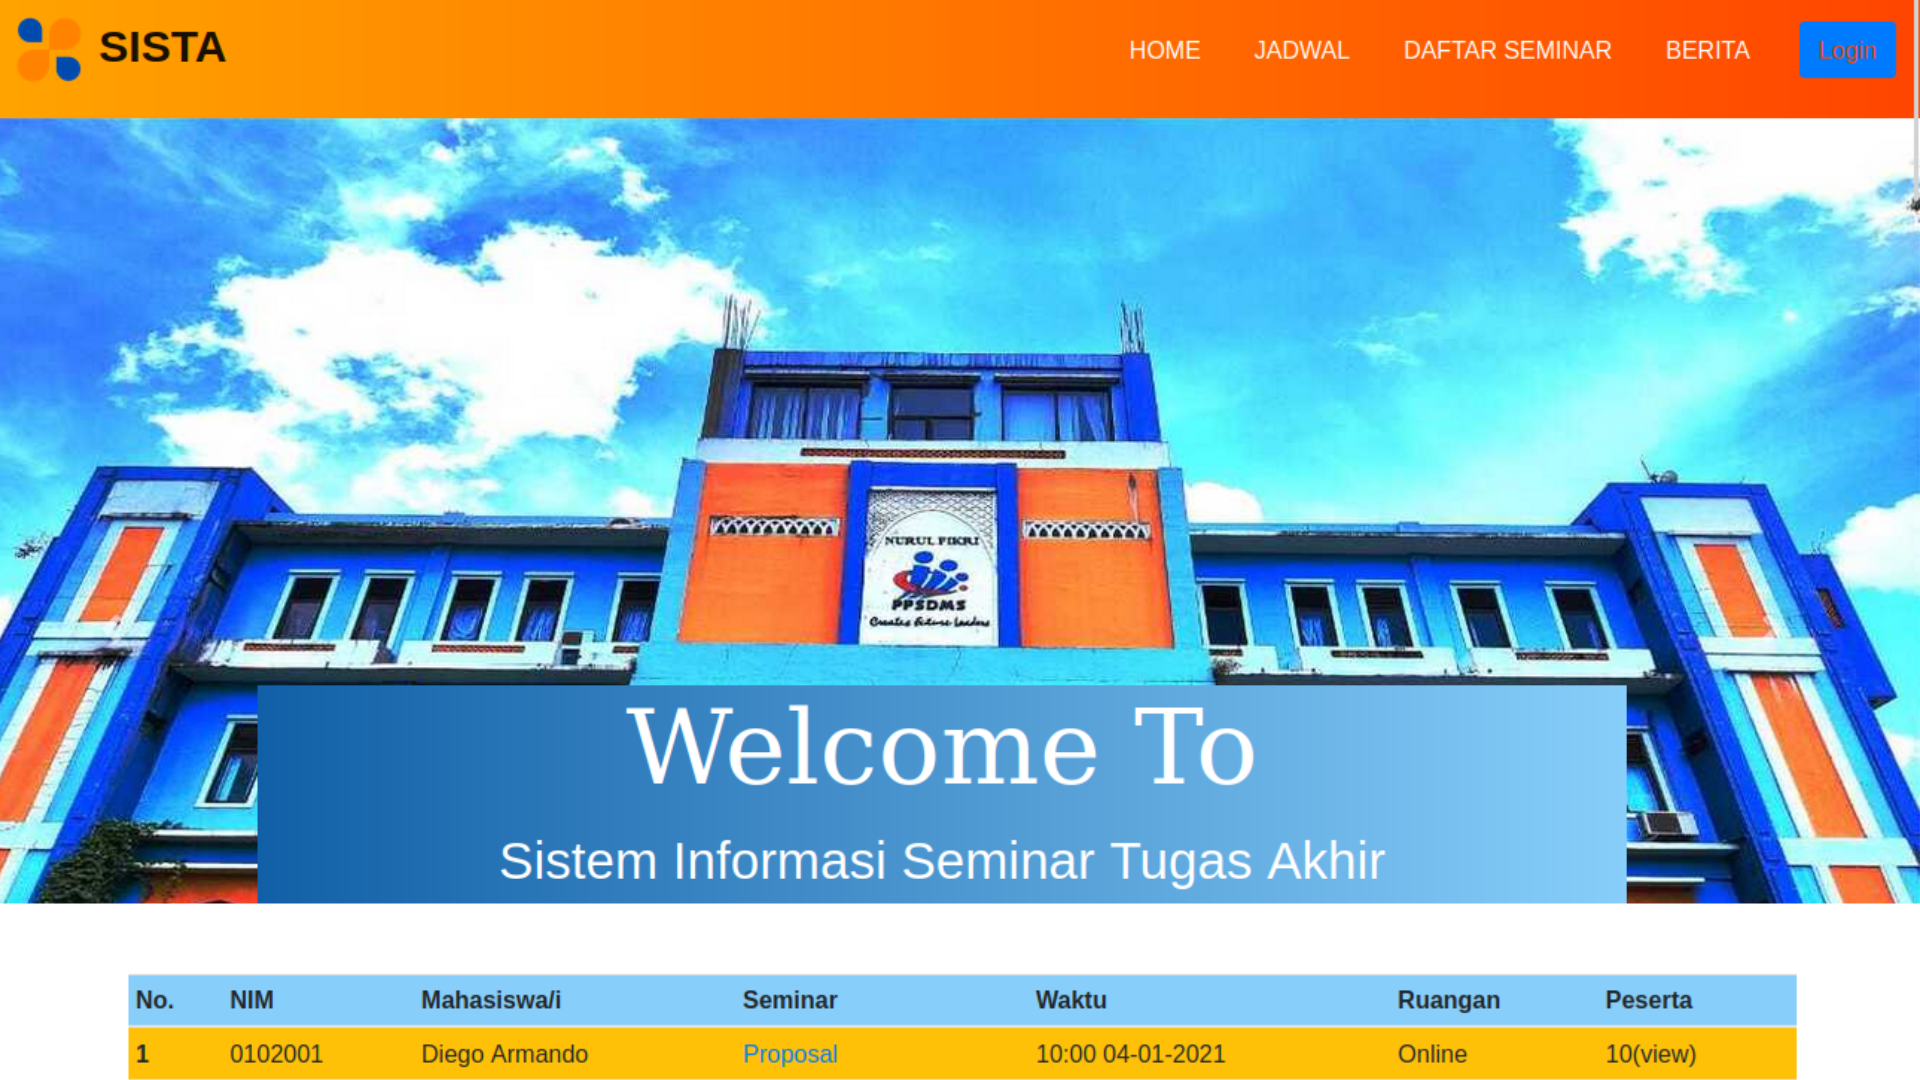 SISTA
HOME JADWAL DAFTAR SEMINAR BERITA Login
NURUL FIKRI
PPSDMS
Creates future leaders
Welcome To
Sistem Informasi Seminar Tugas Akhir
No. NIM Mahasiswa/i Seminar Waktu Ruangan Peserta
1 0102001 Diego Armando Proposal 10:00 04-01-2021 Online 10(view)